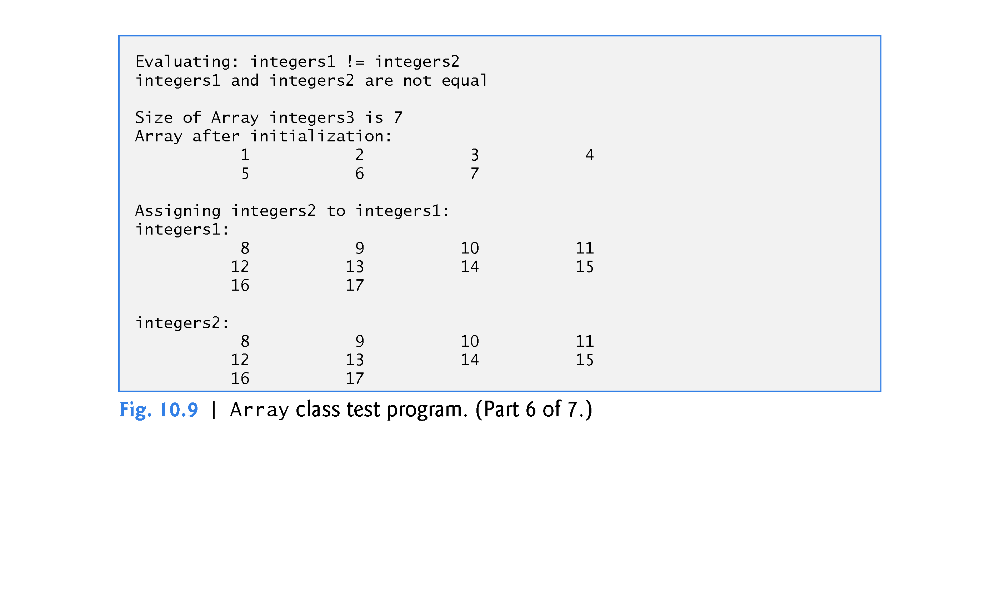 Evaluating: integers1 != integers2
integers1 and integers2 are not equal
Size of Array integers3 is 7
Array after initialization:
1 2 3 4
5 6 7
Assigning integers2 to integers1:
integers1:
8 9 10 11
12 13 14 15
16 17
integers2:
8 9 10 11
12 13 14 15
16 17
Fig. 10.9 | Array class test program. (Part 6 of 7.)